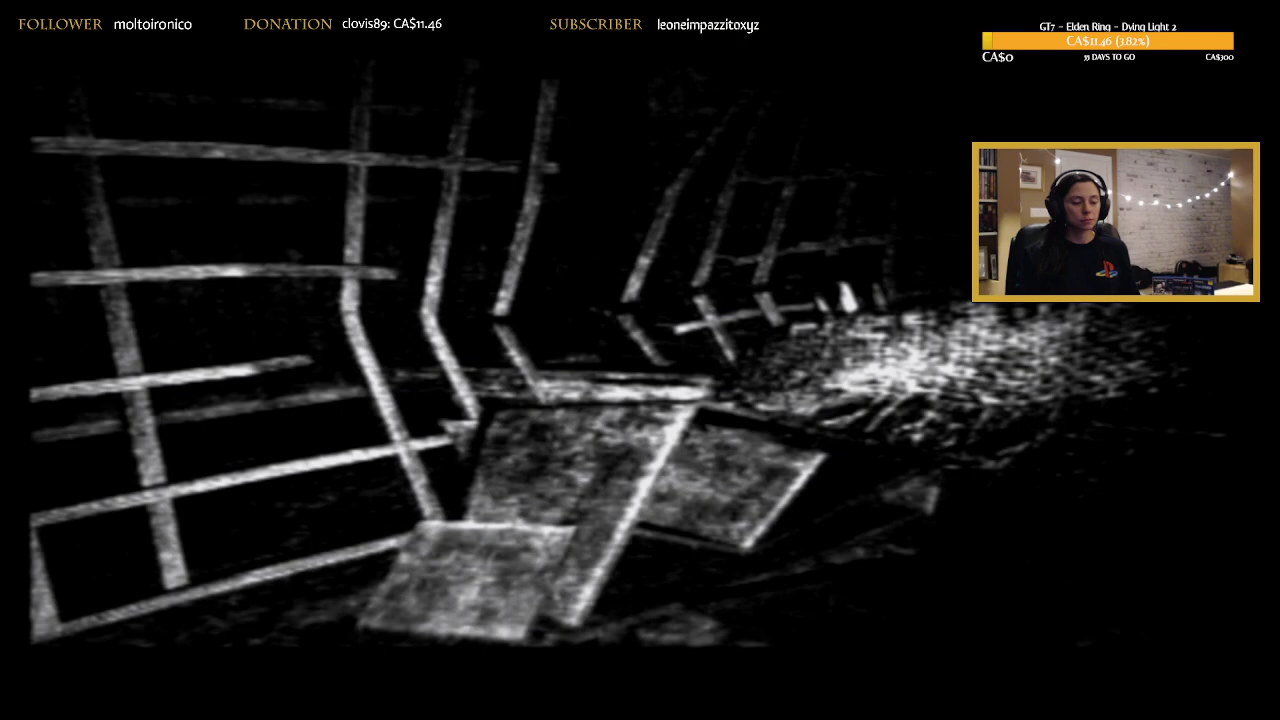 FOLLOWER moltoironico DONATION clovis89: CA$11.46 SUBSCRIBER leoneimpazzitoxyz
GT7 - Elden Ring - Dying Light 2
CA$11.46 (3.82%)
CA$0 33 DAYS TO GO CA$300